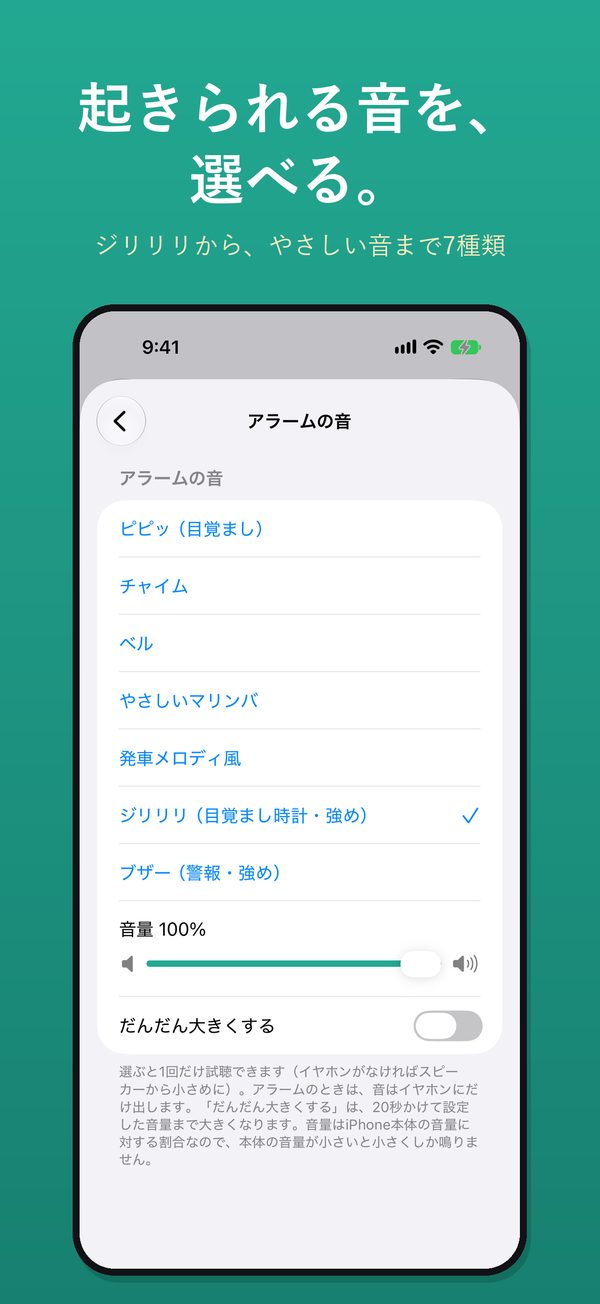 起きられる音を、
選べる。
ジリリリから、やさしい音まで7種類
9:41
アラームの音
アラームの音
ピピッ（目覚まし）
チャイム
ベル
やさしいマリンバ
発車メロディ風
ジリリリ（目覚まし時計・強め）
ブザー（警報・強め）
音量 100%
だんだん大きくする
選ぶと1回だけ試聴できます（イヤホンがなければスピー
カーから小さめに）。アラームのときは、音はイヤホンにだ
け出します。「だんだん大きくする」は、20秒かけて設定
した音量まで大きくなります。音量はiPhone本体の音量に
対する割合なので、本体の音量が小さいと小さくしか鳴りま
せん。